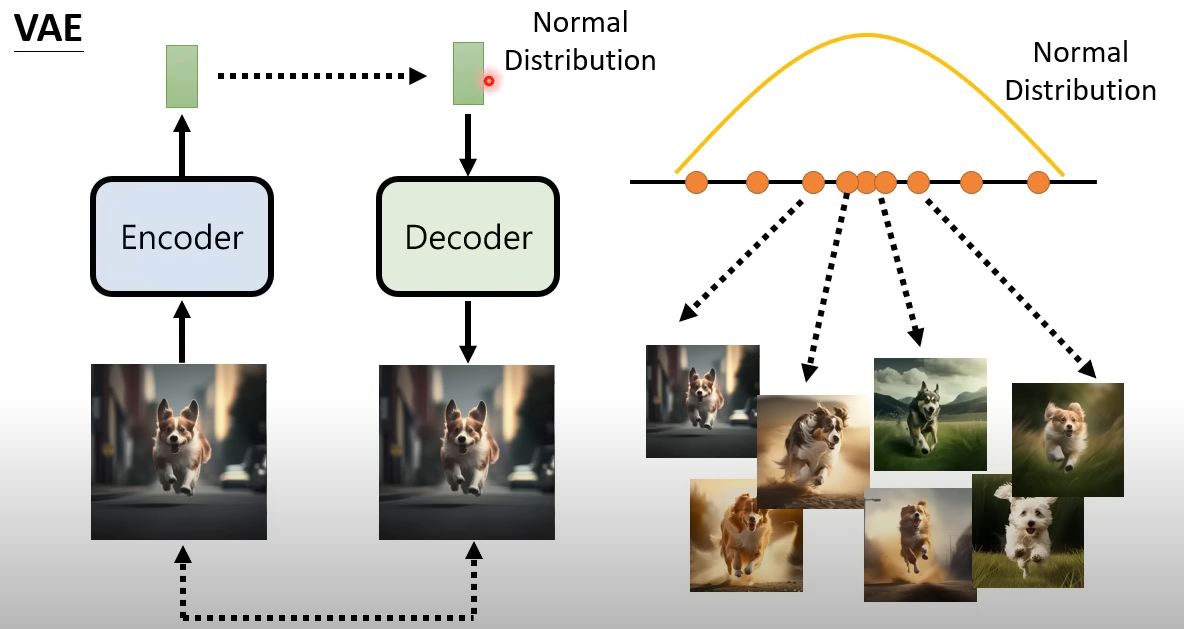 VAE
Normal
Distribution
Normal
Distribution
Encoder
Decoder